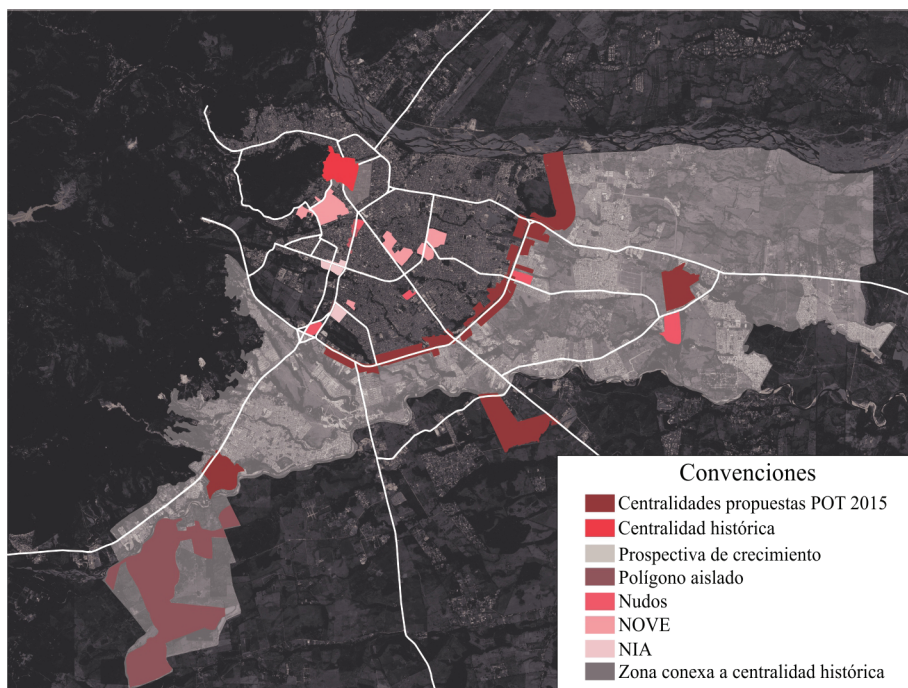 Convenciones
Centralidades propuestas POT 2015
Centralidad histórica
Prospectiva de crecimiento
Polígono aislado
Nudos
NOVE
NIA
Zona conexa a centralidad histórica